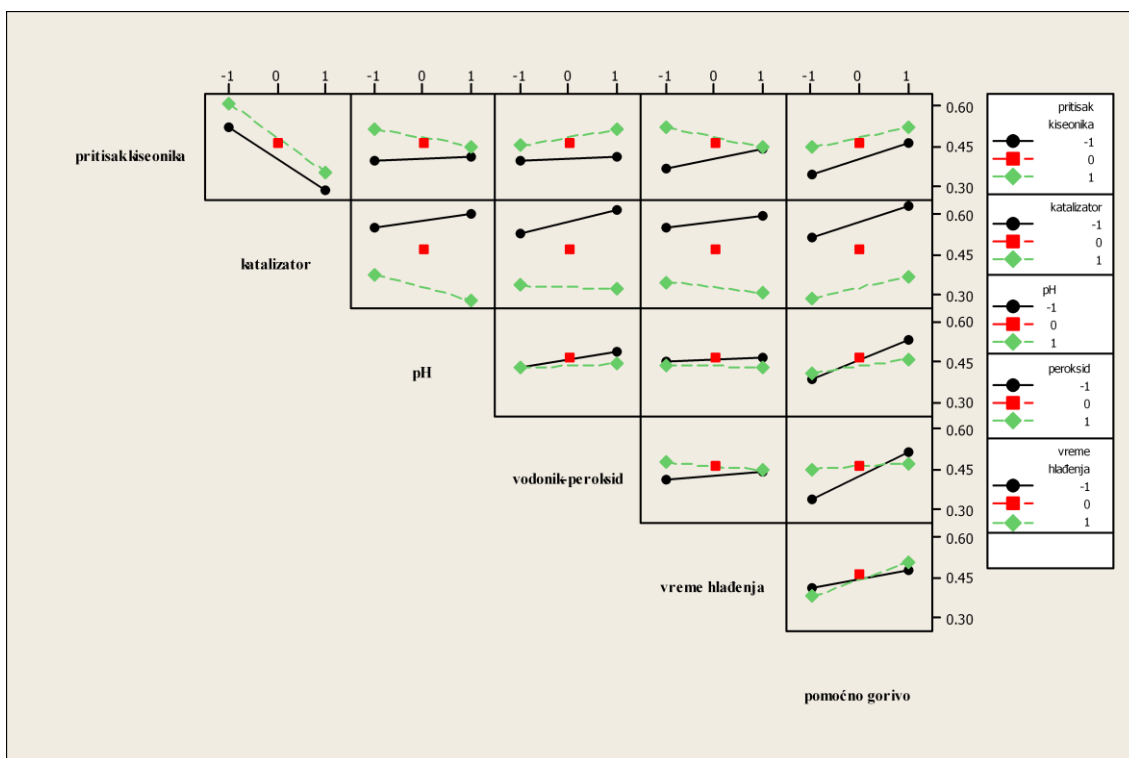 -1 0 1 -1 0 1 -1 0 1 -1 0 1 -1 0 1
0.60
0.45
0.30
pritisak kiseonika
0.60
0.45
0.30
katalizator
0.60
0.45
0.30
pH
0.60
0.45
0.30
vodonik-peroksid
0.60
0.45
0.30
vreme hlađenja
pomoćno gorivo
pritisak
kiseonika
-1
0
1
katalizator
-1
0
1
pH
-1
0
1
peroksid
-1
0
1
vreme
hlađenja
-1
0
1